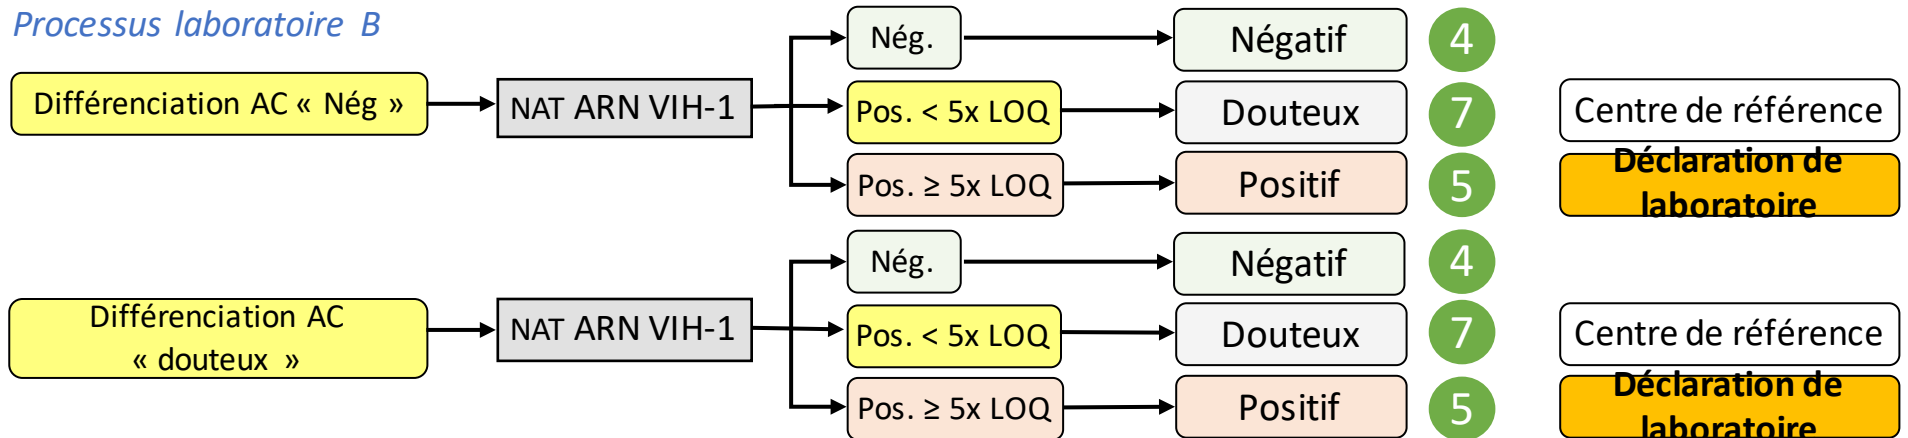 Processus laboratoire B
Différenciation AC « Nég »
NAT ARN VIH-1
Nég.
Négatif
4
Pos. < 5x LOQ
Douteux
7
Centre de référence
Pos. ≥ 5x LOQ
Positif
5
Déclaration de
laboratoire
Différenciation AC
« douteux »
NAT ARN VIH-1
Nég.
Négatif
4
Pos. < 5x LOQ
Douteux
7
Centre de référence
Pos. ≥ 5x LOQ
Positif
5
Déclaration de
laboratoire